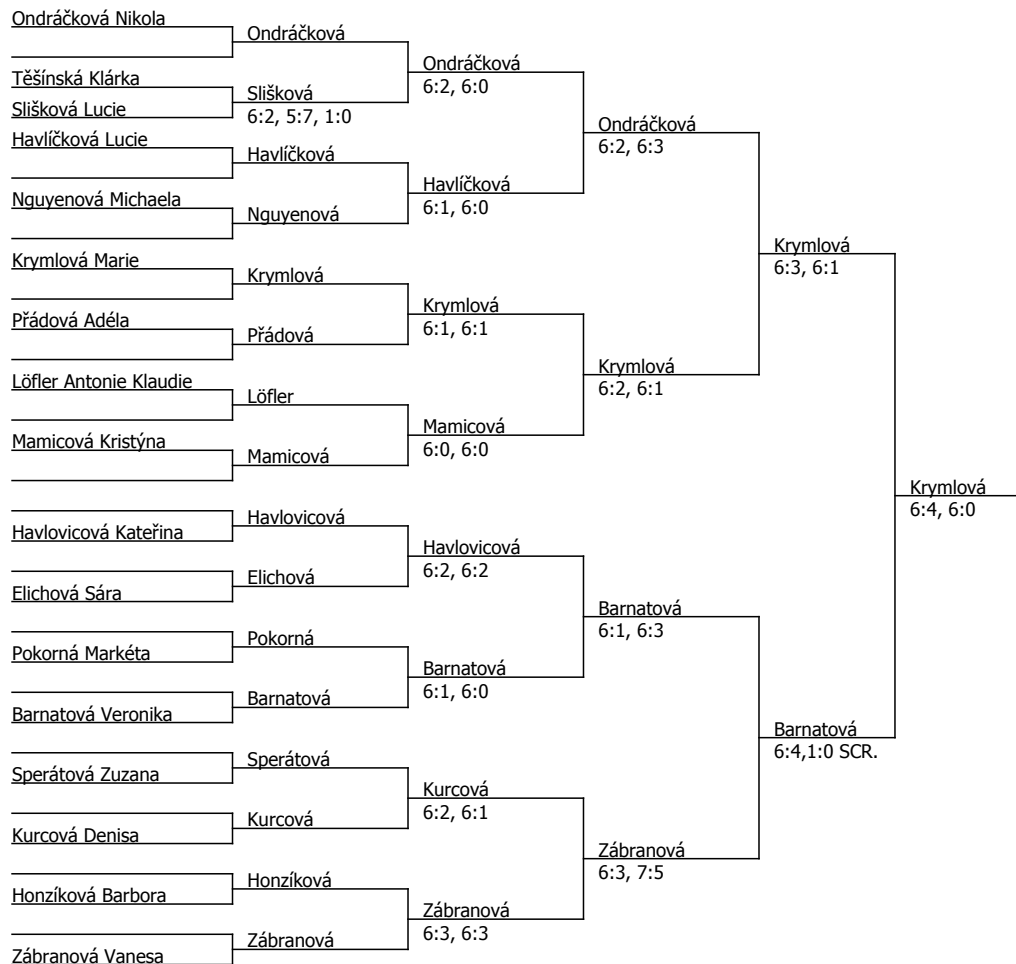 Ondráčková Nikola
Těšínská Klárka
Slišková Lucie
Havlíčková Lucie
Nguyenová Michaela
Krymlová Marie
Přádová Adéla
Löfler Antonie Klaudie
Mamicová Kristýna
Havlovicová Kateřina
Elichová Sára
Pokorná Markéta
Barnatová Veronika
Sperátová Zuzana
Kurcová Denisa
Honzíková Barbora
Zábranová Vanesa
Ondráčková
Slišková
6:2, 5:7, 1:0
Havlíčková
Nguyenová
Krymlová
Přádová
Löfler
Mamicová
Havlovicová
Elichová
Pokorná
Barnatová
Sperátová
Kurcová
Honzíková
Zábranová
Ondráčková
6:2, 6:0
Havlíčková
6:1, 6:0
Krymlová
6:1, 6:1
Mamicová
6:0, 6:0
Havlovicová
6:2, 6:2
Barnatová
6:1, 6:0
Kurcová
6:2, 6:1
Zábranová
6:3, 6:3
Ondráčková
6:2, 6:3
Krymlová
6:2, 6:1
Barnatová
6:1, 6:3
Zábranová
6:3, 7:5
Krymlová
6:3, 6:1
Barnatová
6:4,1:0 SCR.
Krymlová
6:4, 6:0